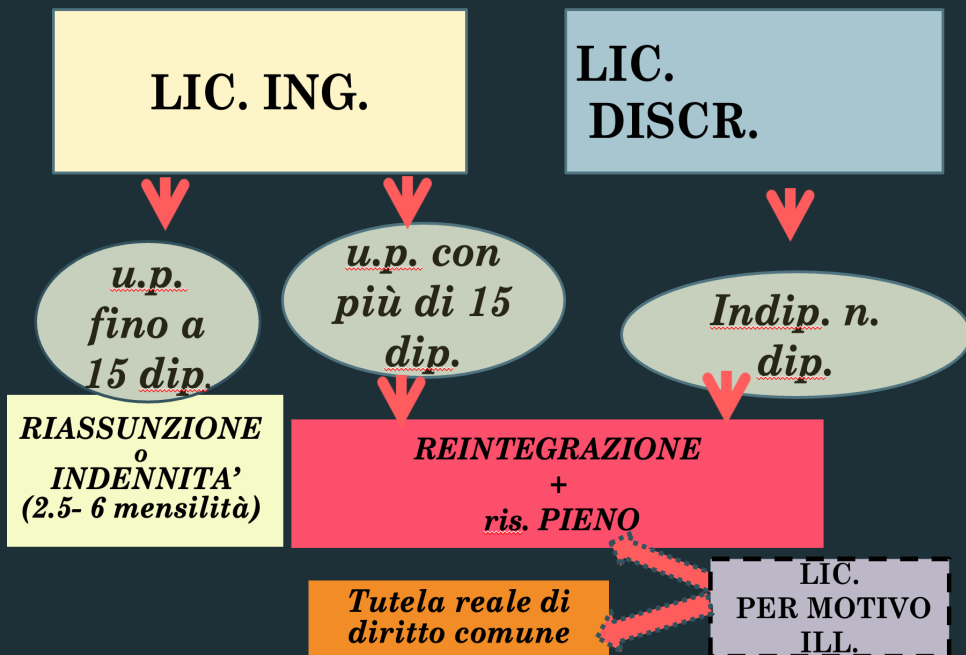 LIC. ING.
LIC.
DISCR.
u.p.
fino a
15 dip.
u.p. con
più di 15
dip.
Indip. n.
dip.
RIASSUNZIONE
o
INDENNITA’
(2.5- 6 mensilità)
REINTEGRAZIONE
+
ris. PIENO
Tutela reale di
diritto comune
LIC.
PER MOTIVO
ILL.